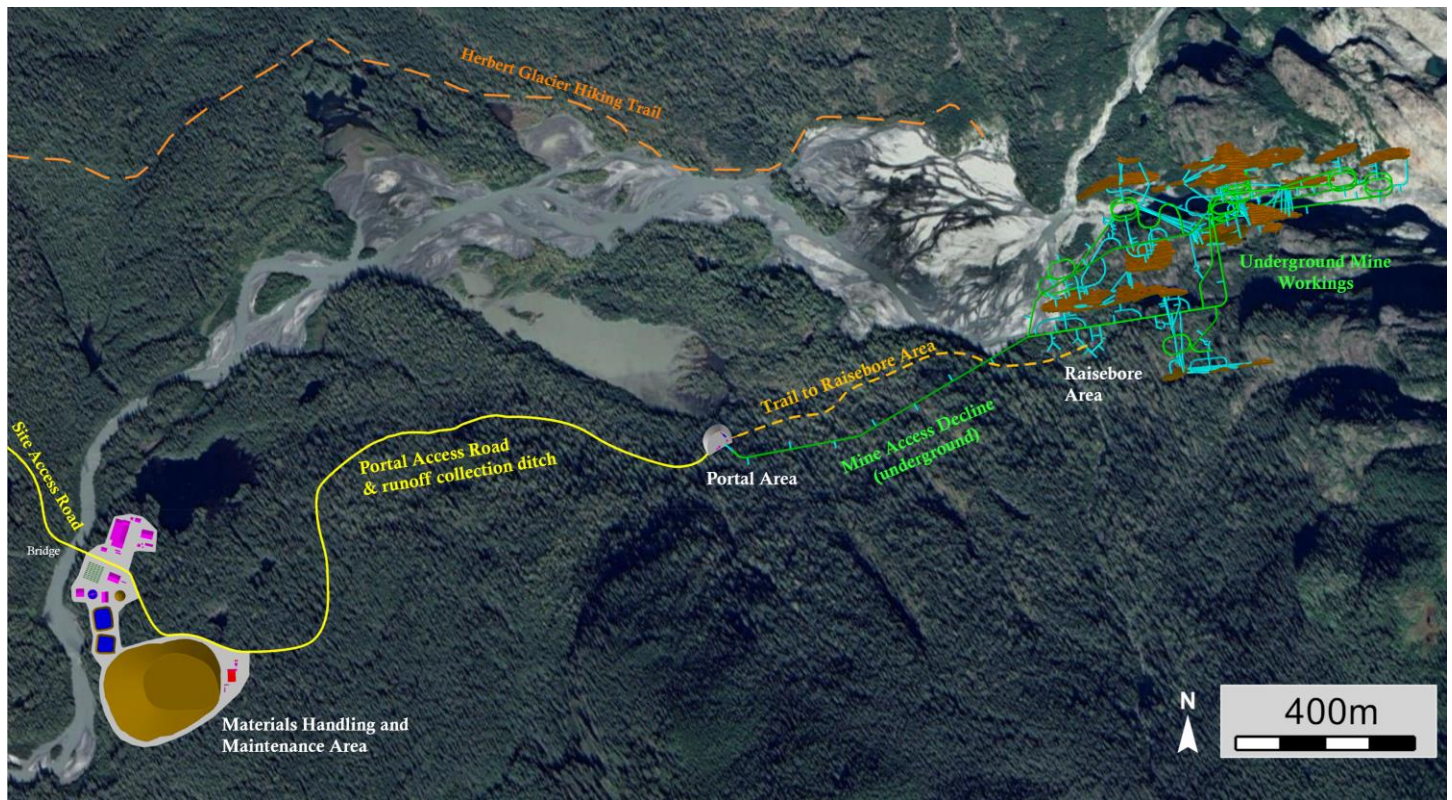 Herbert Glacier Hiking Trail
Underground Mine
Workings
Trail to Raisebore Area
Raisebore
Area
Mine Access Decline
(underground)
Site Access Road
Portal Access Road
& runoff collection ditch
Portal Area
Bridge
Materials Handling and
Maintenance Area
N
400m